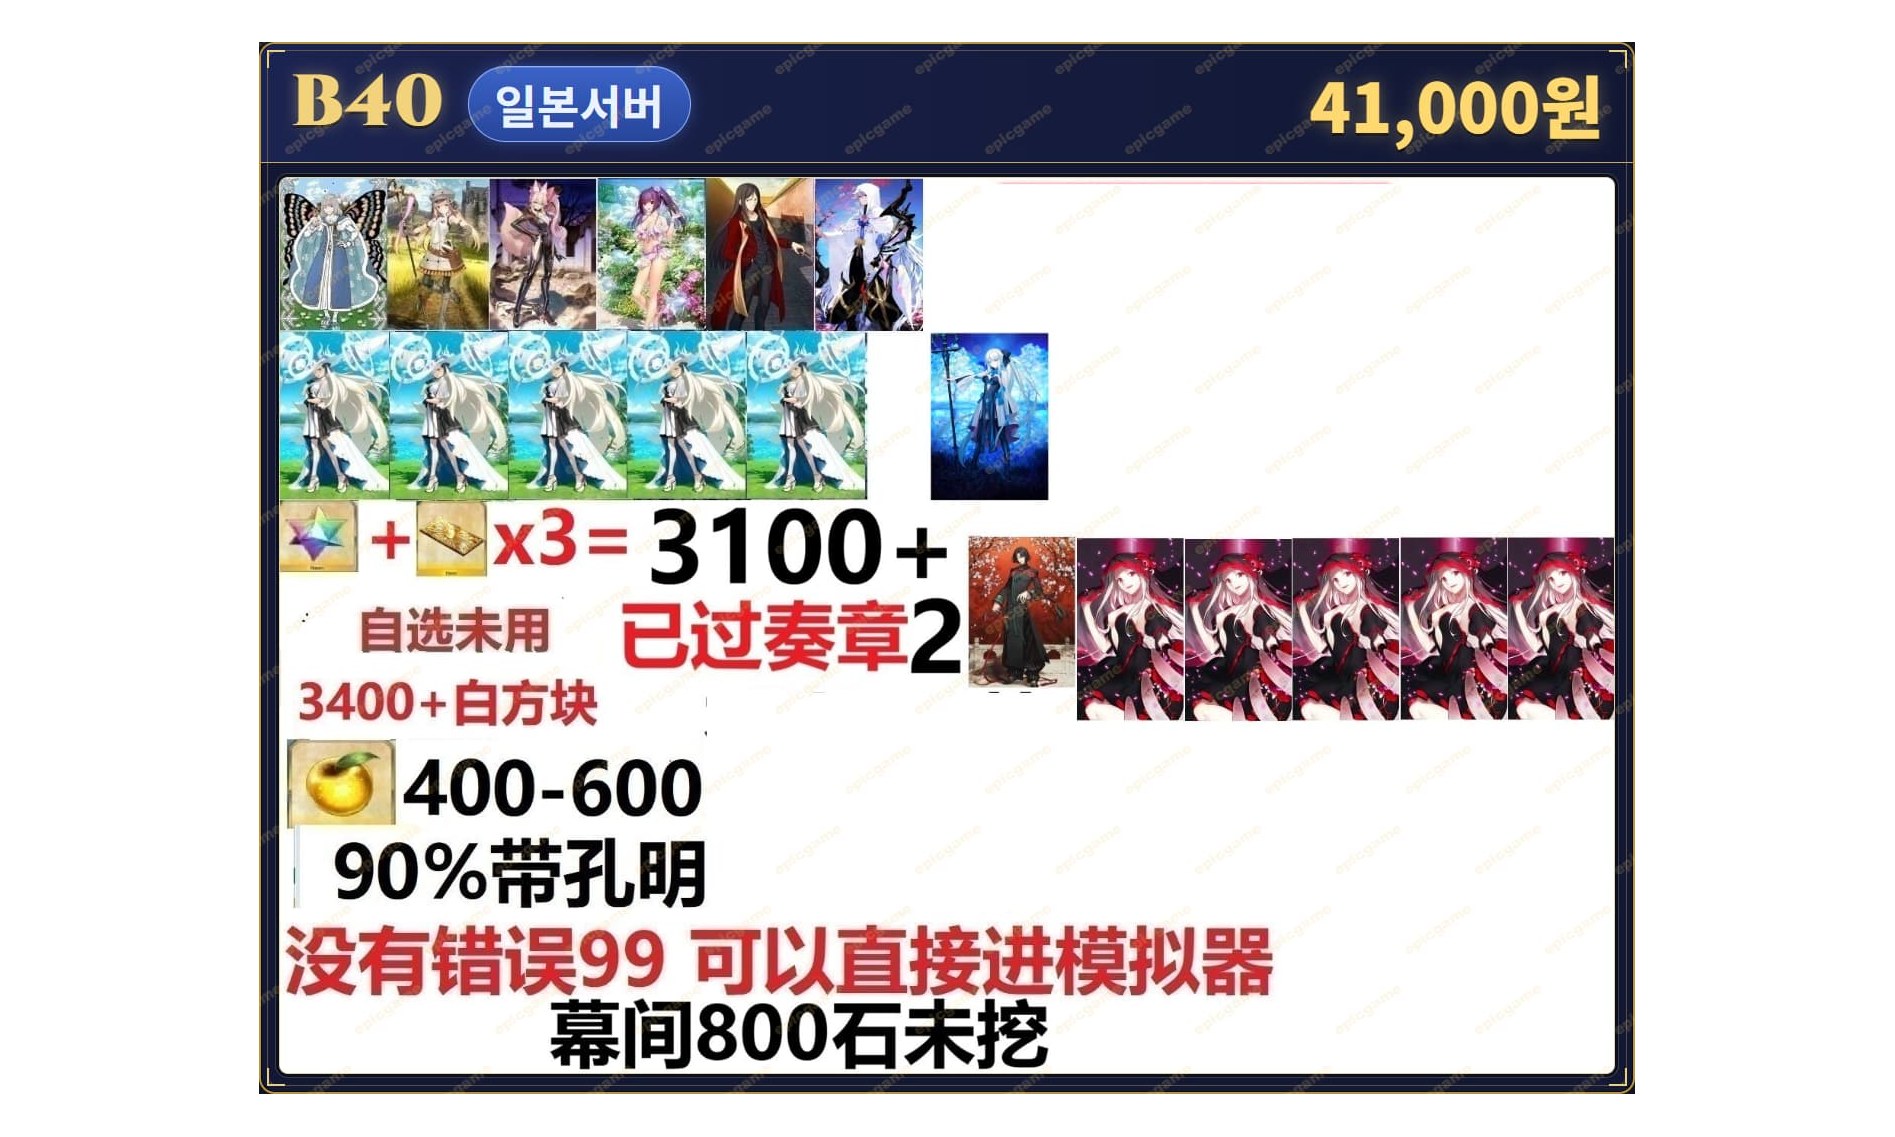 B40 일본서버 41,000원
+ x3= 3100+
自选未用 已过奏章2
3400+白方块
400-600
90%带孔明
没有错误99 可以直接进模拟器
幕间800石未挖
epicgame